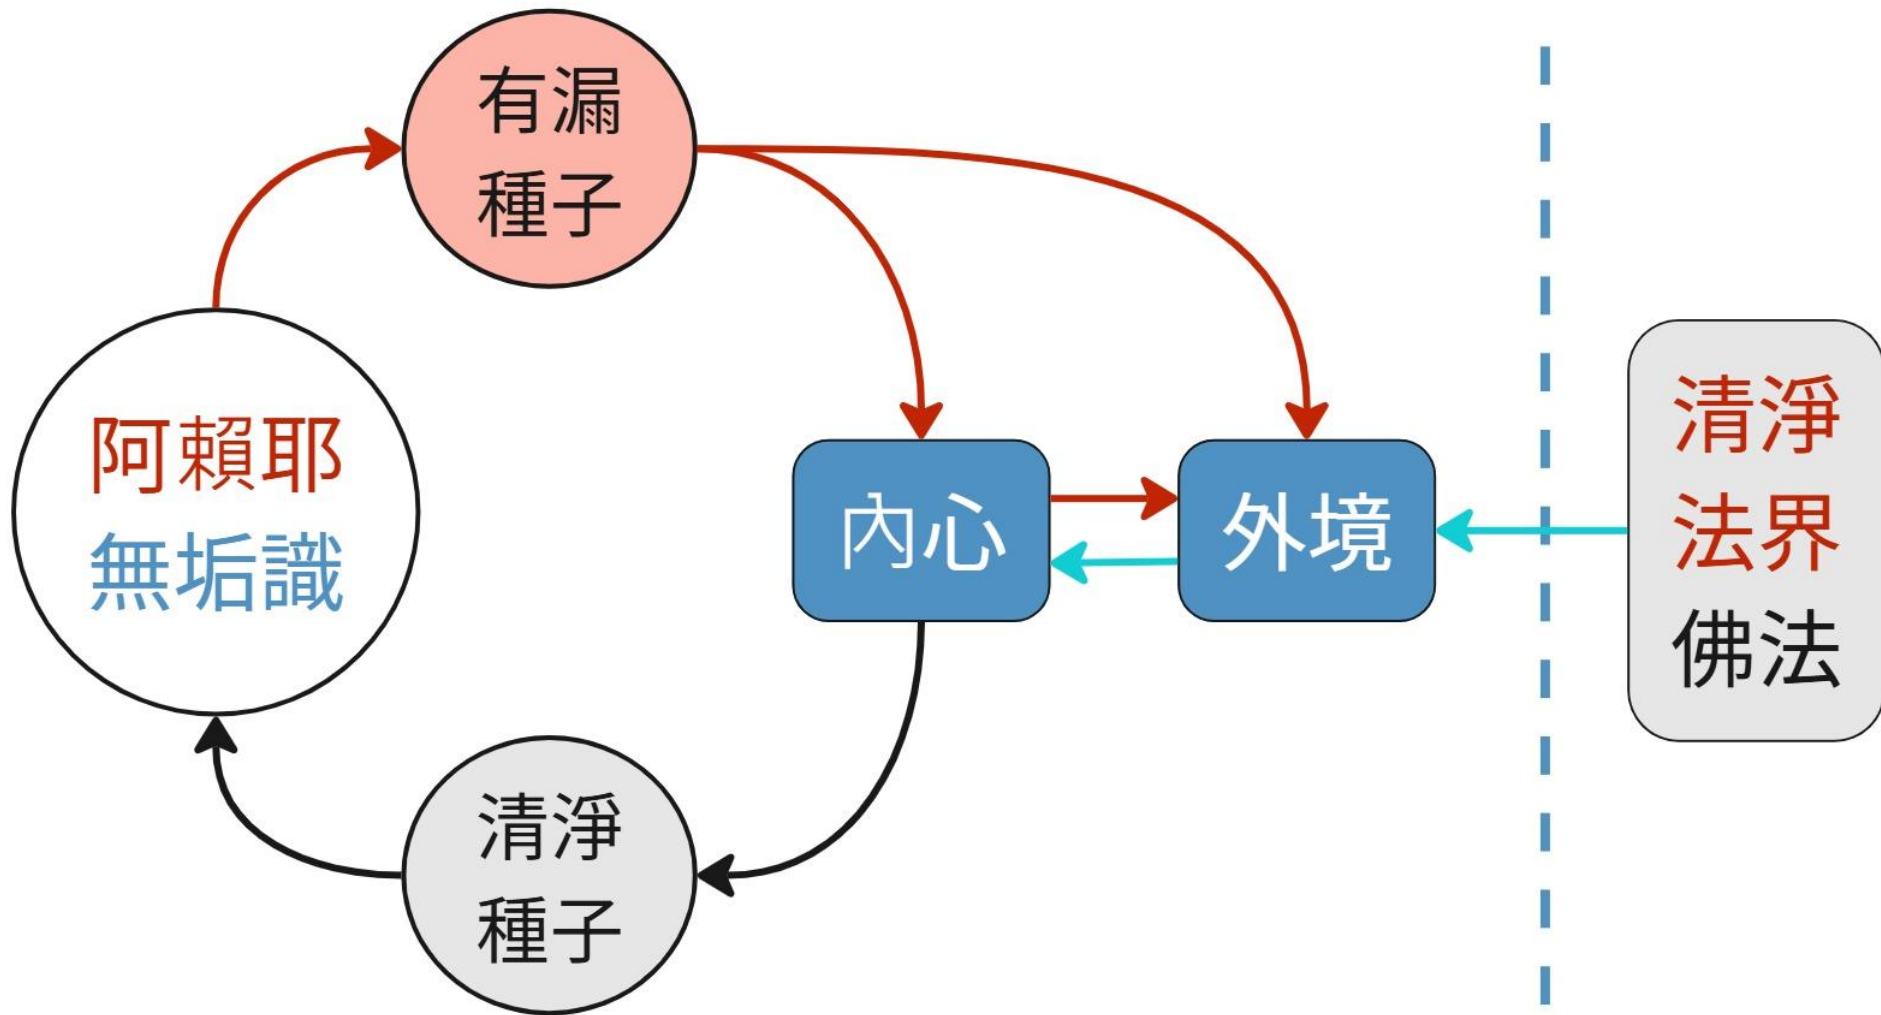 有漏
種子
阿賴耶
無垢識
內心
外境
清淨
法界
佛法
清淨
種子